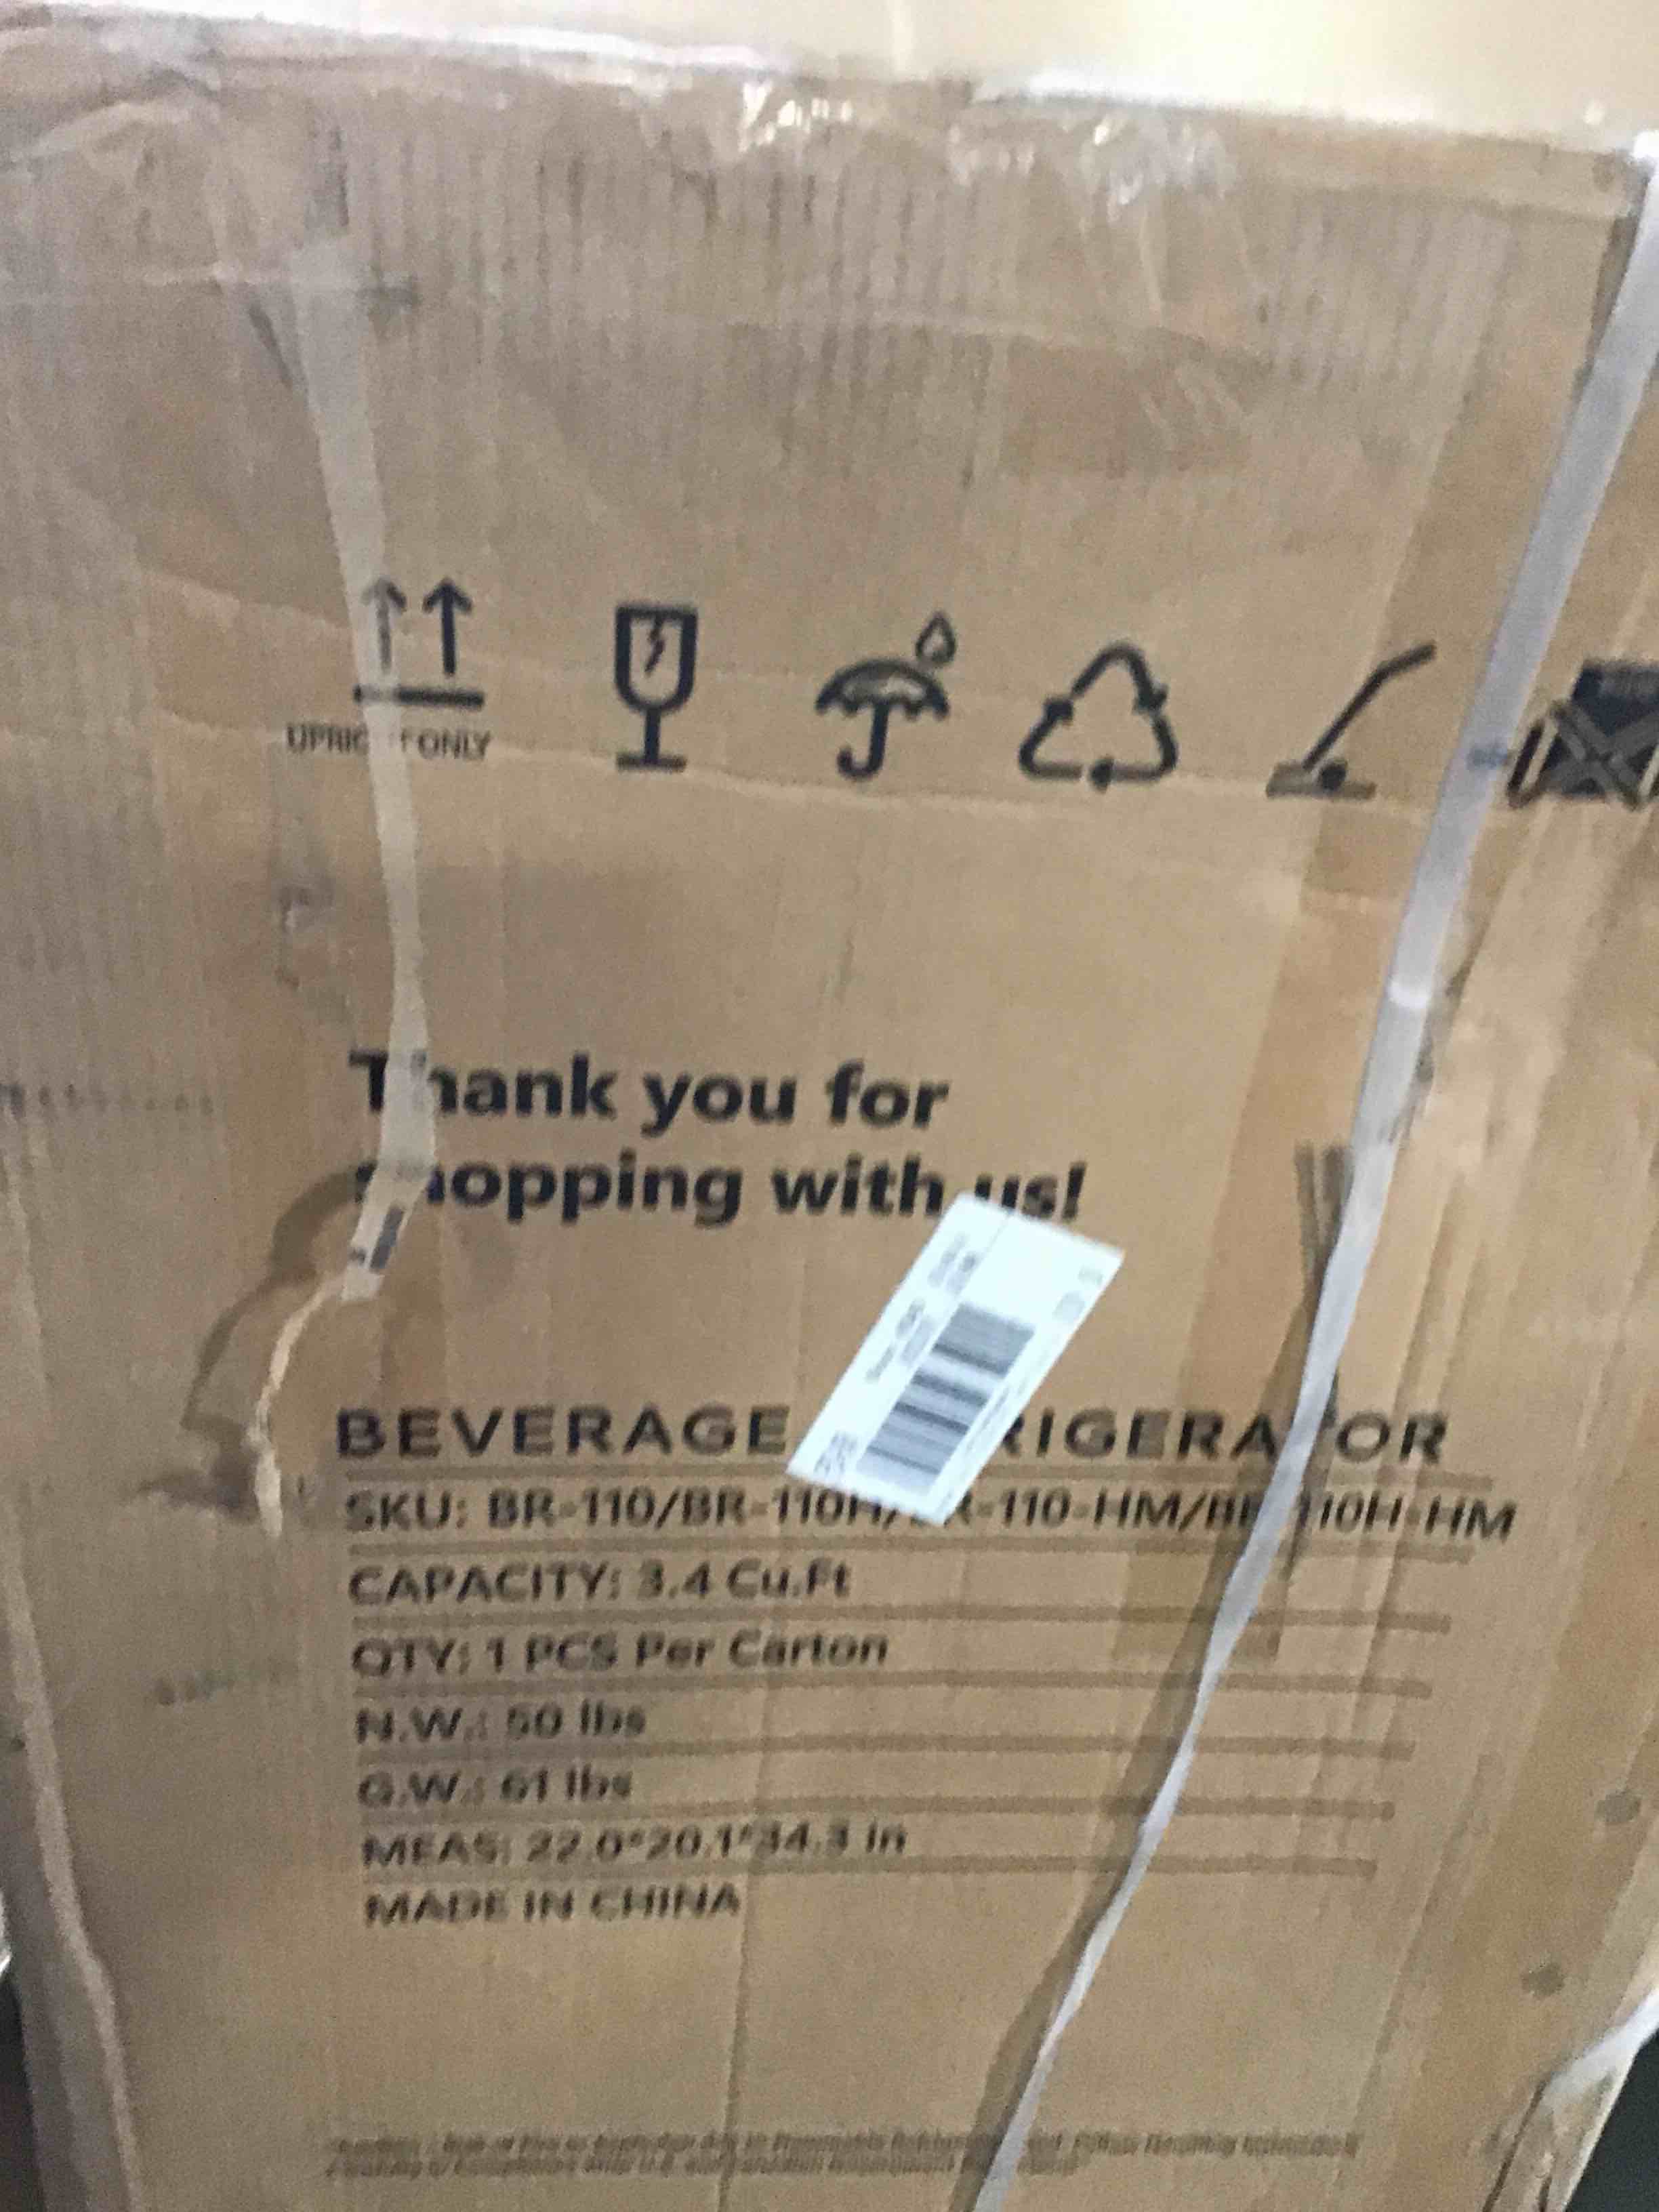 UPRIGHT ONLY
Thank you for
shopping with us!
BEVERAGE REFRIGERATOR
SKU: BR-110/BR-110H/BR-110-HM/BR-110H-HM
CAPACITY: 3.4 Cu.Ft
QTY: 1 PCS Per Carton
N.W.: 50 lbs
G.W.: 61 lbs
MEAS: 22.0*20.1*34.3 in
MADE IN CHINA